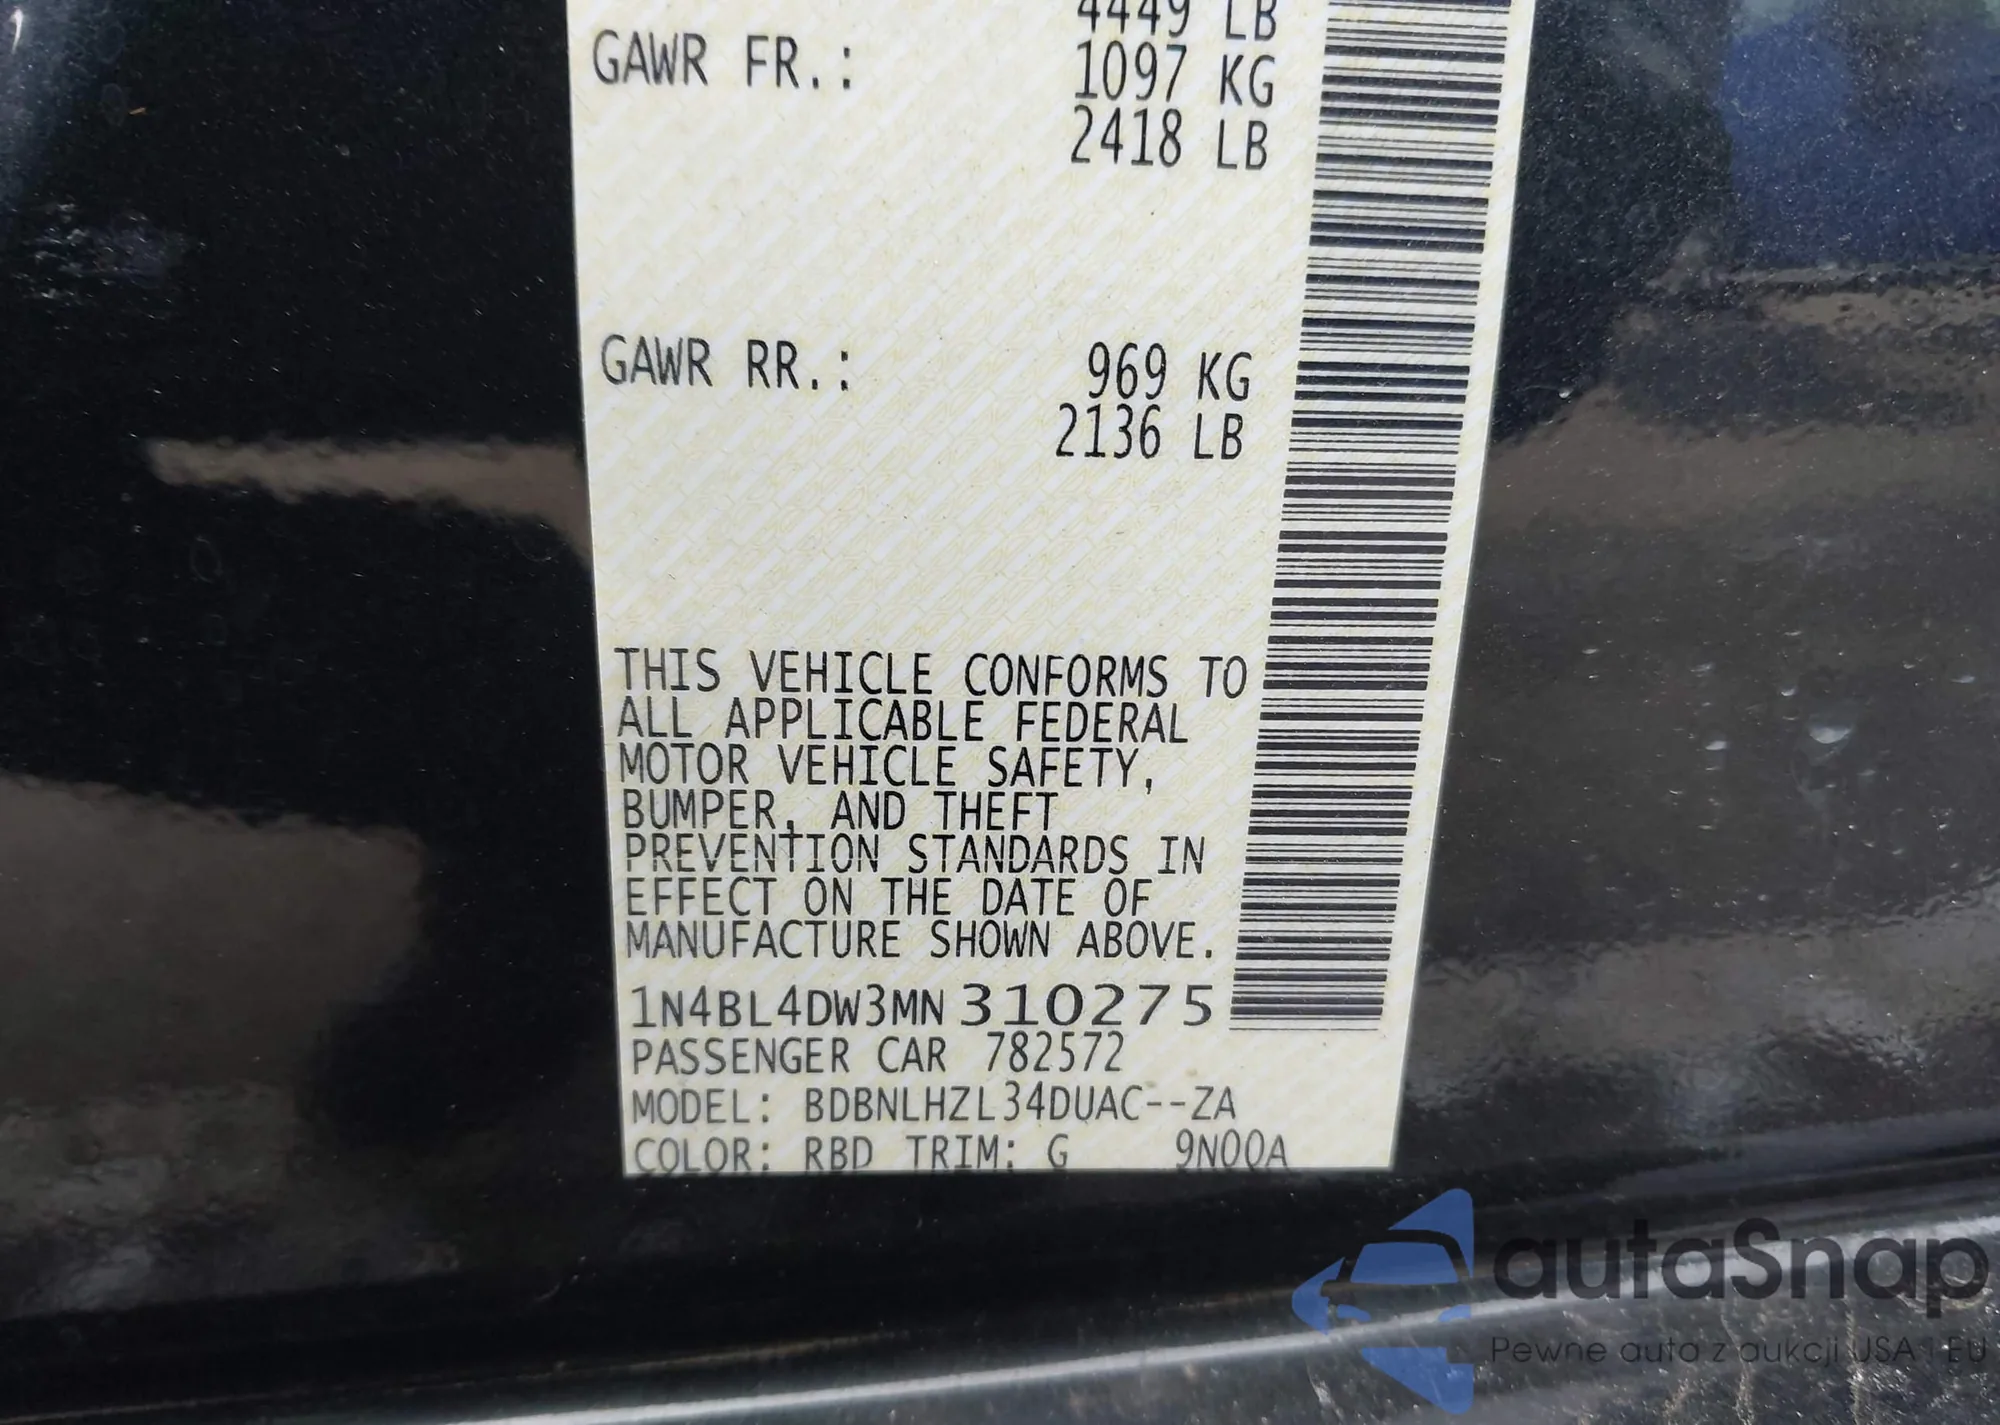 4449 LB
GAWR FR.: 1097 KG
2418 LB
GAWR RR.: 969 KG
2136 LB
THIS VEHICLE CONFORMS TO
ALL APPLICABLE FEDERAL
MOTOR VEHICLE SAFETY,
BUMPER, AND THEFT
PREVENTION STANDARDS IN
EFFECT ON THE DATE OF
MANUFACTURE SHOWN ABOVE.
1N4BL4DW3MN310275
PASSENGER CAR 782572
MODEL: BDBNLHZL34DUAC--ZA
COLOR: RBD TRIM: G 9N00A
autaSnap
Pewne auta z aukcji USA i EU